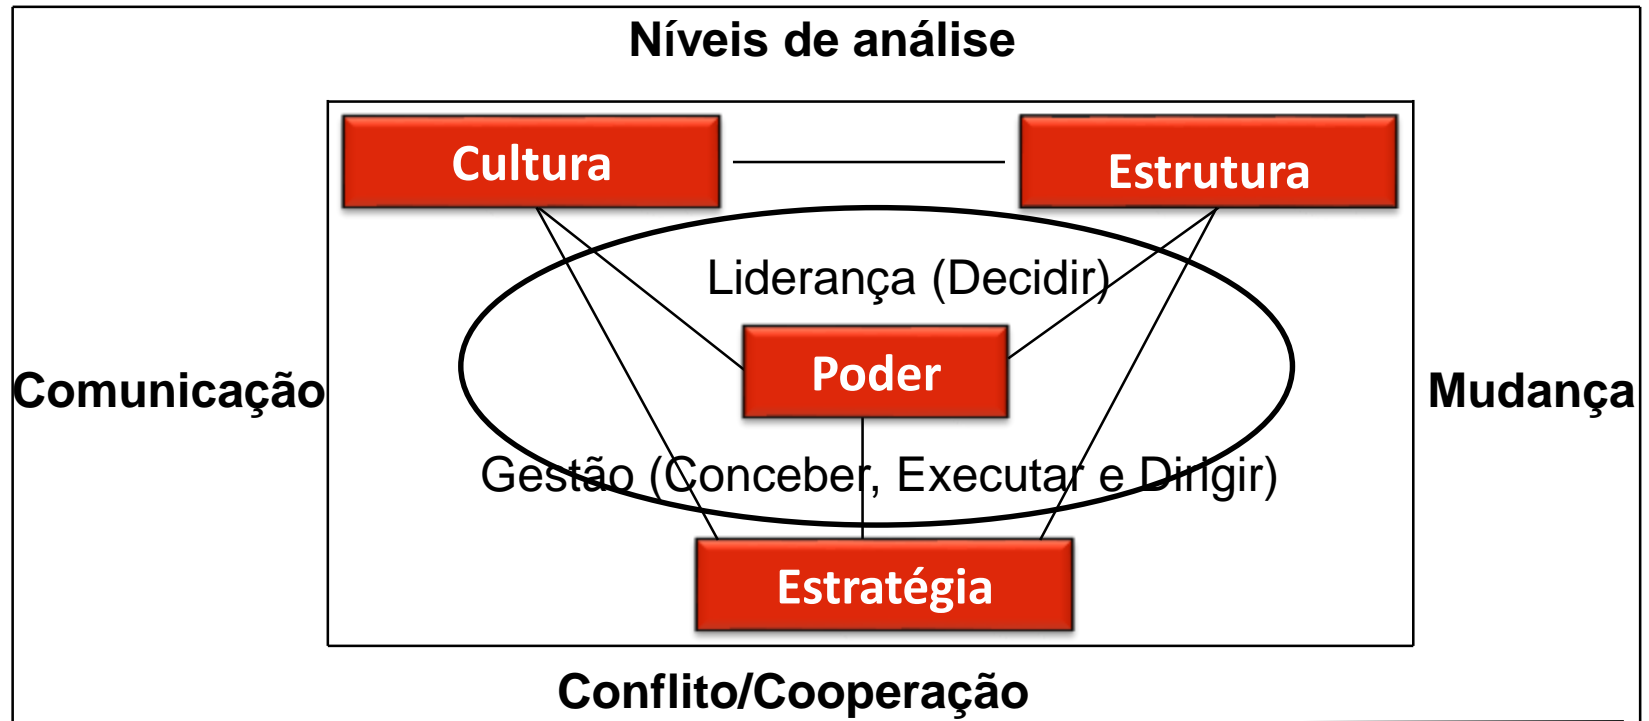 Níveis de análise
Cultura
Estrutura
Liderança (Decidir)
Poder
Comunicação
Mudança
Gestão (Conceber, Executar e Dirigir)
Estratégia
Conflito/Cooperação